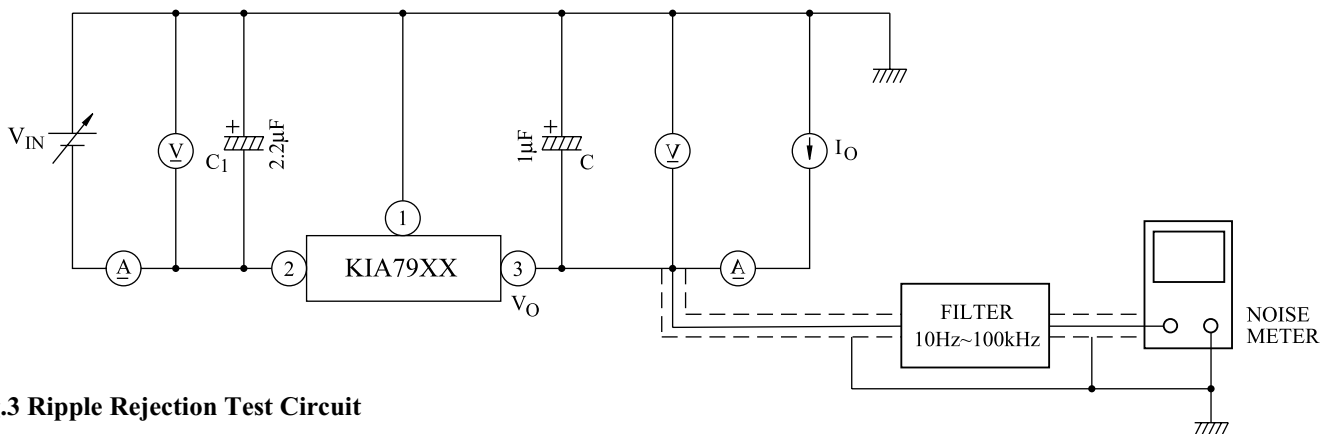 V_IN
V
C_1
+
2.2µF
1
1µF
+
C
V
I_O
A
2
KIA79XX
3
V_O
A
FILTER
10Hz~100kHz
NOISE
METER
.3 Ripple Rejection Test Circuit